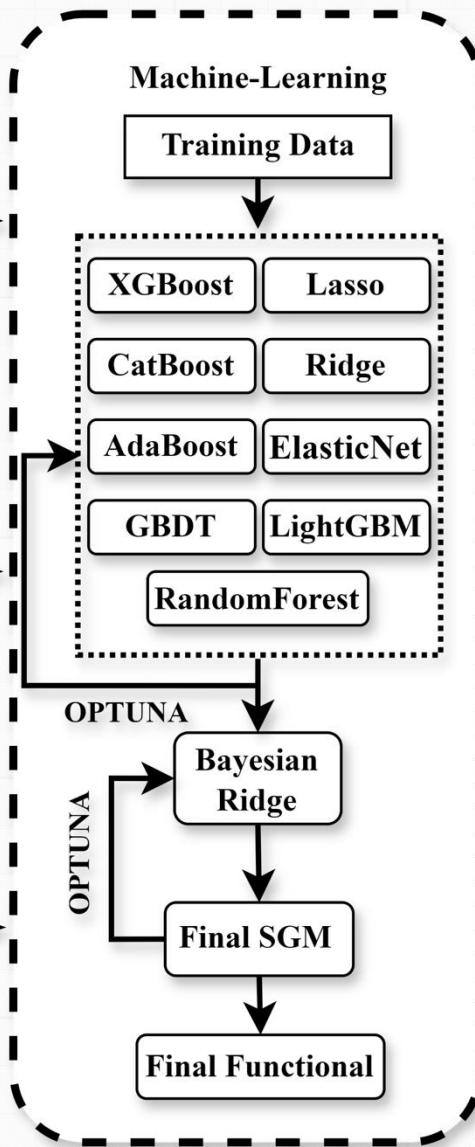 Machine-Learning
Training Data
XGBoost
Lasso
CatBoost
Ridge
AdaBoost
ElasticNet
GBDT
LightGBM
RandomForest
OPTUNA
Bayesian
Ridge
OPTUNA
Final SGM
Final Functional